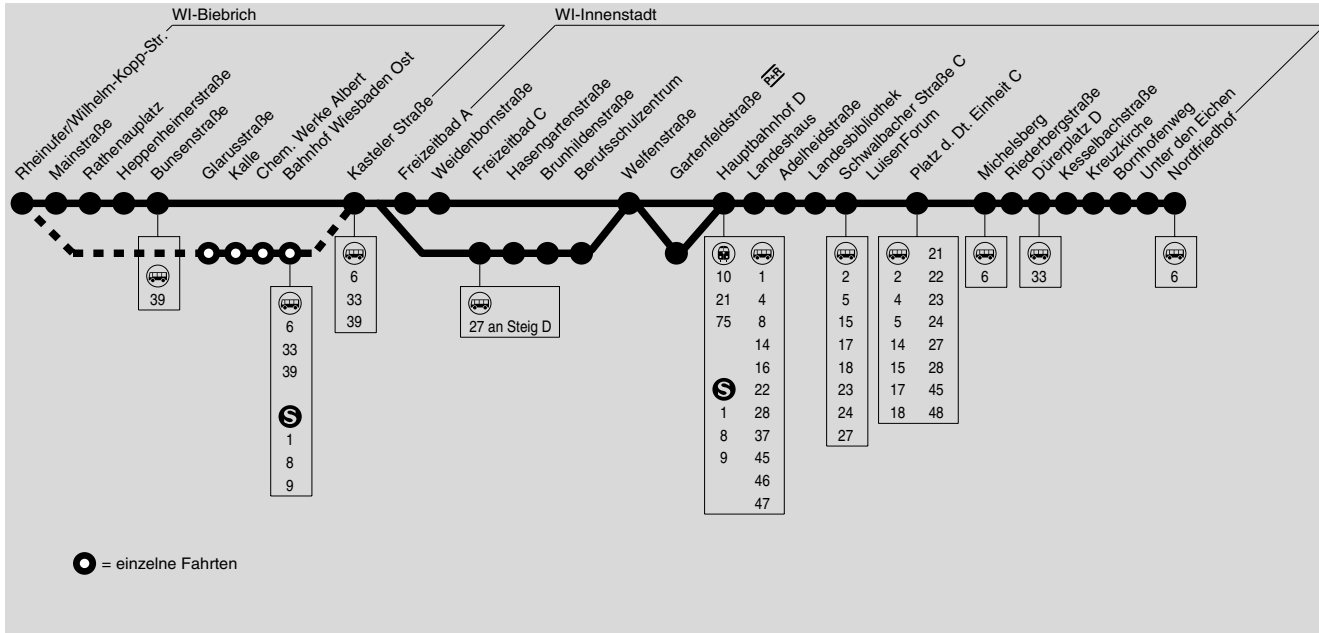 WI-Biebrich
WI-Innenstadt
Rheinufer/Wilhelm-Kopp-Str.
Mainstraße
Rathenauplatz
Heppenheimerstraße
Bunsenstraße
Glarusstraße
Kalle
Chem. Werke Albert
Bahnhof Wiesbaden Ost
Kasteler Straße
Freizeitbad A
Weidenbornstraße
Freizeitbad C
Hasengartenstraße
Brunhildenstraße
Berufsschulzentrum
Welfenstraße
Gartenfeldstraße P+R
Hauptbahnhof D
Landeshaus
Adelheidstraße
Landesbibliothek
Schwalbacher Straße C
LuisenForum
Platz d. Dt. Einheit C
Michelsberg
Riederbergstraße
Dürerplatz D
Kesselbachstraße
Kreuzkirche
Bornhofenweg
Unter den Eichen
Nordfriedhof
39
6
33
39
S
1
8
9
6
33
39
27 an Steig D
10
21
75
S
1
8
9
1
4
8
14
16
22
28
37
45
46
47
2
5
15
17
18
23
24
27
2
4
5
14
15
17
18
21
22
23
24
27
28
45
48
6
33
6
= einzelne Fahrten